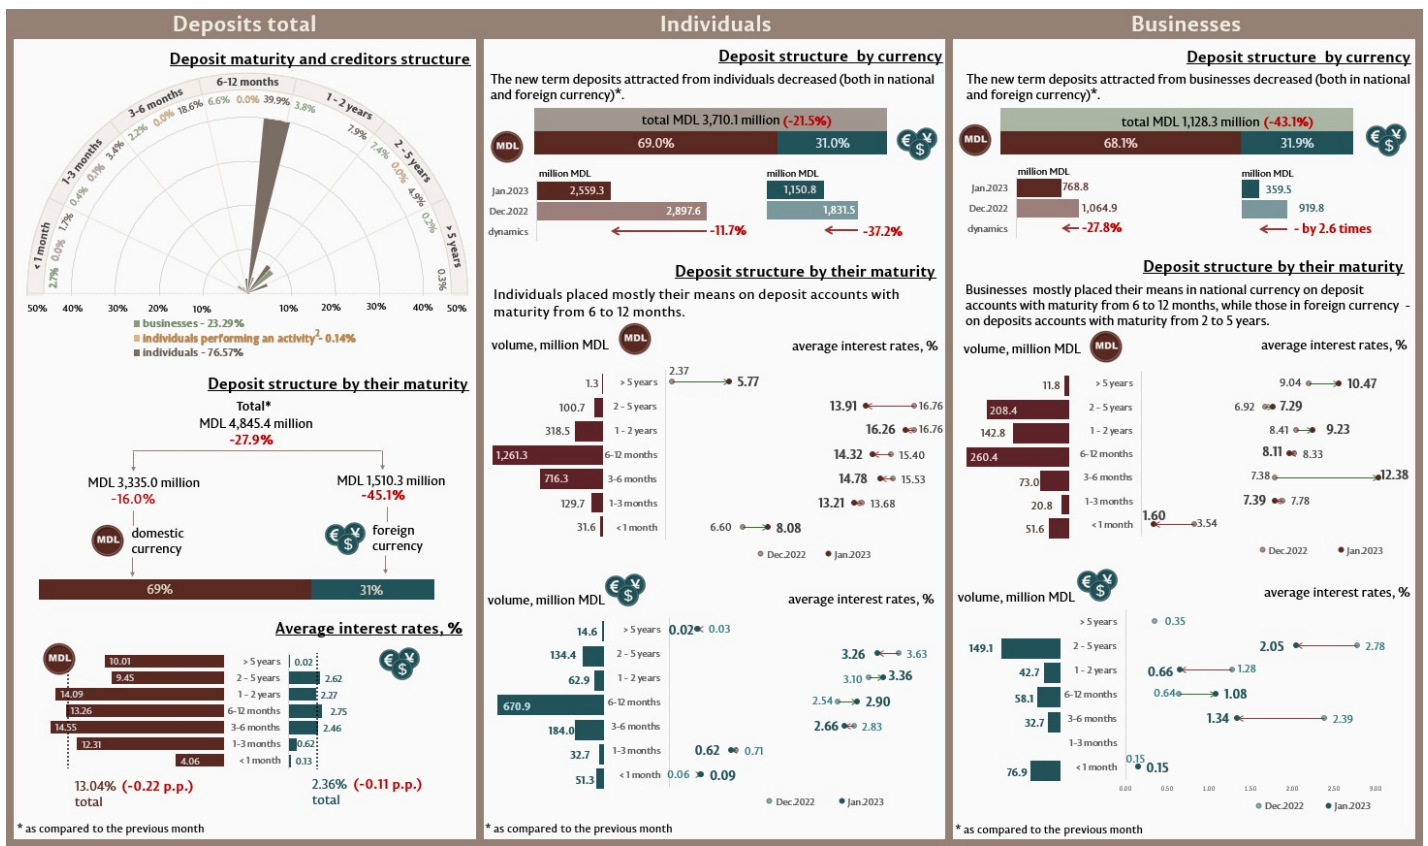 Deposits total
Deposit maturity and creditors structure
< 1 month
1-3 months
3-6 months
6-12 months
1 - 2 years
2 - 5 years
> 5 years
2.7%
0.0%
1.7%
0.4%
0.1%
3.4%
2.2%
0.0%
18.6%
6.6%
0.0%
39.9%
3.8%
7.9%
7.4%
0.0%
4.9%
0.2%
0.3%
50% 40% 30% 20% 10% 10% 20% 30% 40% 50%
businesses - 23.29%
individuals performing an activity2- 0.14%
individuals - 76.57%
Deposit structure by their maturity
Total*
MDL 4,845.4 million
-27.9%
MDL 3,335.0 million
-16.0%
MDL 1,510.3 million
-45.1%
MDL
domestic
currency
€ ¥ $
foreign
currency
69% 31%
Average interest rates, %
MDL
€ ¥ $
10.01 > 5 years 0.02
9.45 2 - 5 years 2.62
14.09 1 - 2 years 2.27
13.26 6-12 months 2.75
14.55 3-6 months 2.46
12.31 1-3 months 0.62
4.06 < 1 month 0.13
13.04% (-0.22 p.p.)
total
2.36% (-0.11 p.p.)
total
* as compared to the previous month
Individuals
Deposit structure by currency
The new term deposits attracted from individuals decreased (both in national
and foreign currency)*.
total MDL 3,710.1 million (-21.5%)
MDL 69.0% 31.0% € ¥ $
million MDL million MDL
Jan.2023 2,559.3 1,150.8
Dec.2022 2,897.6 1,831.5
dynamics -11.7% -37.2%
Deposit structure by their maturity
Individuals placed mostly their means on deposit accounts with
maturity from 6 to 12 months.
volume, million MDL MDL average interest rates, %
1.3 > 5 years 2.37 5.77
100.7 2 - 5 years 13.91 16.76
318.5 1 - 2 years 16.26 16.76
1,261.3 6-12 months 14.32 15.40
716.3 3-6 months 14.78 15.53
129.7 1-3 months 13.21 13.68
31.6 < 1 month 6.60 8.08
Dec.2022 Jan.2023
€ ¥ $
volume, million MDL average interest rates, %
14.6 > 5 years 0.02 0.03
134.4 2 - 5 years 3.26 3.63
62.9 1 - 2 years 3.10 3.36
670.9 6-12 months 2.54 2.90
184.0 3-6 months 2.66 2.83
32.7 1-3 months 0.62 0.71
51.3 < 1 month 0.06 0.09
Dec.2022 Jan.2023
* as compared to the previous month
Businesses
Deposit structure by currency
The new term deposits attracted from businesses decreased (both in national
and foreign currency)*.
total MDL 1,128.3 million (-43.1%)
MDL 68.1% 31.9% € ¥ $
million MDL million MDL
Jan.2023 768.8 359.5
Dec.2022 1,064.9 919.8
dynamics -27.8% - by 2.6 times
Deposit structure by their maturity
Businesses mostly placed their means in national currency on deposit
accounts with maturity from 6 to 12 months, while those in foreign currency -
on deposits accounts with maturity from 2 to 5 years.
volume, million MDL MDL average interest rates, %
11.8 > 5 years 9.04 10.47
208.4 2 - 5 years 6.92 7.29
142.8 1 - 2 years 8.41 9.23
260.4 6-12 months 8.11 8.33
73.0 3-6 months 7.38 12.38
20.8 1-3 months 7.39 7.78
51.6 < 1 month 1.60 3.54
Dec.2022 Jan.2023
€ ¥ $
volume, million MDL average interest rates, %
> 5 years 0.35
149.1 2 - 5 years 2.05 2.78
42.7 1 - 2 years 0.66 1.28
58.1 6-12 months 0.64 1.08
32.7 3-6 months 1.34 2.39
1-3 months
76.9 < 1 month 0.15 0.15
0.00 0.50 1.00 1.50 2.00 2.50 3.00
Dec.2022 Jan.2023
* as compared to the previous month